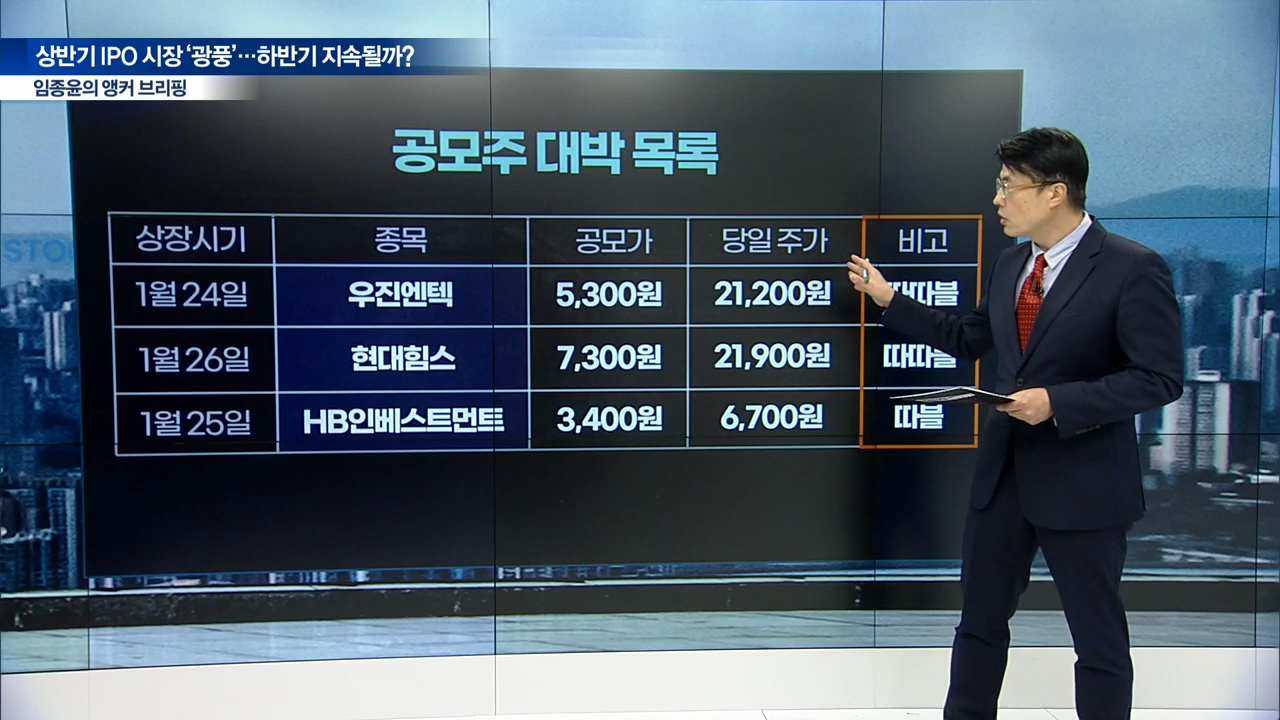 상반기 IPO 시장 ‘광풍’…하반기 지속될까?
임종윤의 앵커 브리핑
공모주 대박 목록
상장시기 종목 공모가 당일 주가 비고
1월 24일 우진엔텍 5,300원 21,200원 따따블
1월 26일 현대힘스 7,300원 21,900원 따따블
1월 25일 HB인베스트먼트 3,400원 6,700원 따블